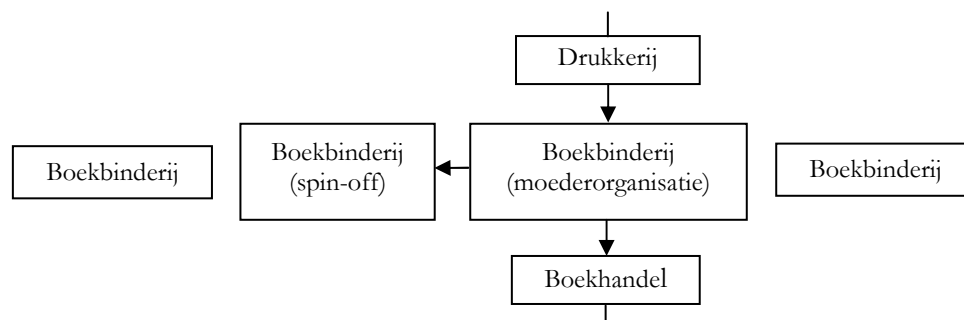 Drukkerij
Boekbinderij
Boekbinderij
(spin-off)
Boekbinderij
(moederorganisatie)
Boekbinderij
Boekhandel